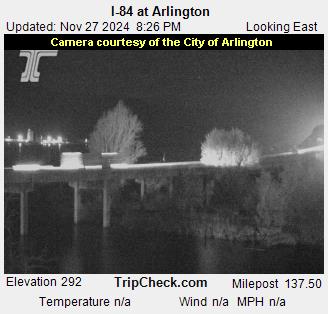 I-84 at Arlington
Updated: Nov 27 2024 8:26 PM Looking East
Camera courtesy of the City of Arlington
Elevation 292 TripCheck.com Milepost 137.50
Temperature n/a Wind n/a MPH n/a